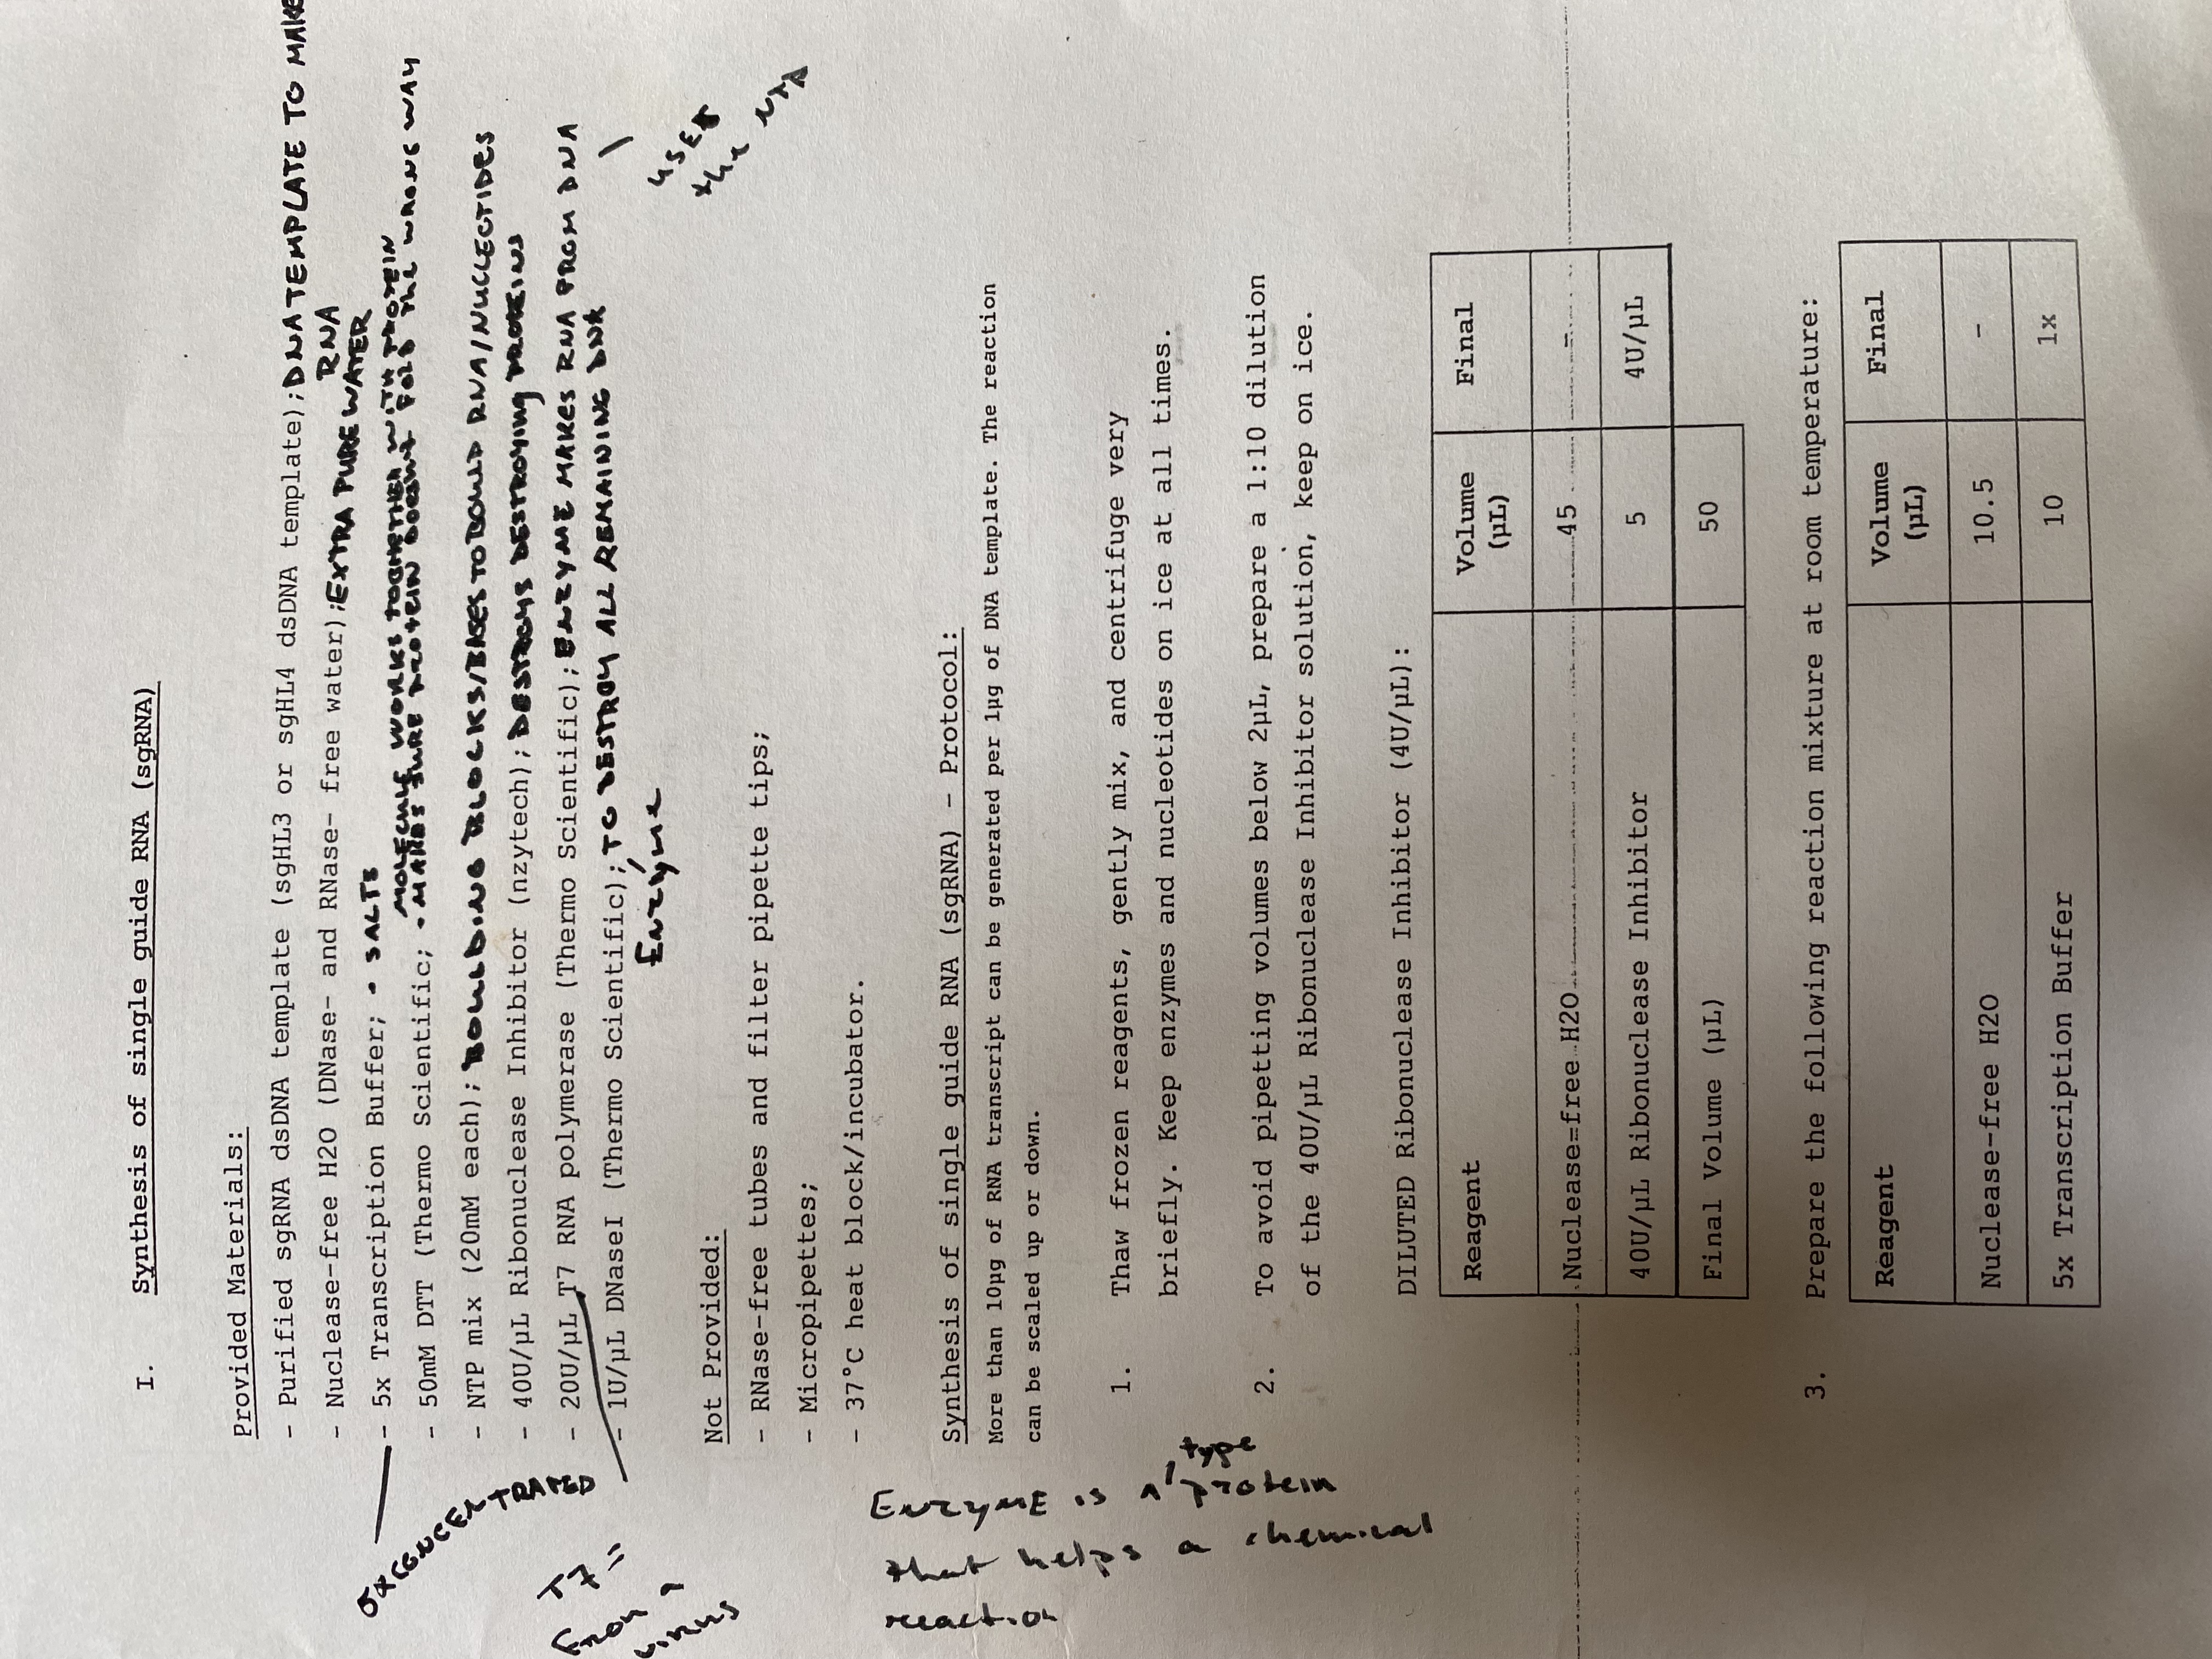 I. Synthesis of single guide RNA (sgRNA)
Provided Materials:
- Purified sgRNA dsDNA template (sgHL3 or sgHL4 dsDNA template); DNA TEMPLATE TO MAKE
RNA
- Nuclease-free H2O (DNase- and RNase- free water); EXTRA PURE WATER
- 5x Transcription Buffer; - SALTS
5X CONCENTRATED
MOLECULE WORKS TOGHETHER WITH PROTEIN
- 50mM DTT (Thermo Scientific; - MAKES SURE PROTEIN DOESN'T FOLD THE WRONG WAY
- NTP mix (20mM each); BOULDING BLOCKS/BASES TO BOULD RNA/NUCLEOTIDES
- 40U/µL Ribonuclease Inhibitor (nzytech); DESTROYS DESTROYing PROTEINS
- 20U/µL T7 RNA polymerase (Thermo Scientific); ENZYME MAKES RNA FROM DNA
T7=
from a
virus
- 1U/µL DNaseI (Thermo Scientific); TO DESTROY ALL REMAINING DNA
Enzyme
USES
the NTP
Not Provided:
- RNase-free tubes and filter pipette tips;
- Micropipettes;
- 37°C heat block/incubator.
Enzyme is a / protein
type
that helps a chemical
reaction
Synthesis of single guide RNA (sgRNA) - Protocol:
More than 10µg of RNA transcript can be generated per 1µg of DNA template. The reaction
can be scaled up or down.
1. Thaw frozen reagents, gently mix, and centrifuge very
briefly. Keep enzymes and nucleotides on ice at all times.
2. To avoid pipetting volumes below 2µL, prepare a 1:10 dilution
of the 40U/µL Ribonuclease Inhibitor solution, keep on ice.
DILUTED Ribonuclease Inhibitor (4U/µL):
Reagent Volume Final
(µL)
Nuclease=free H2O 45 -
40U/µL Ribonuclease Inhibitor 5 4U/µL
Final Volume (µL) 50
3. Prepare the following reaction mixture at room temperature:
Reagent Volume Final
(µL)
Nuclease-free H2O 10.5 -
5x Transcription Buffer 10 1x